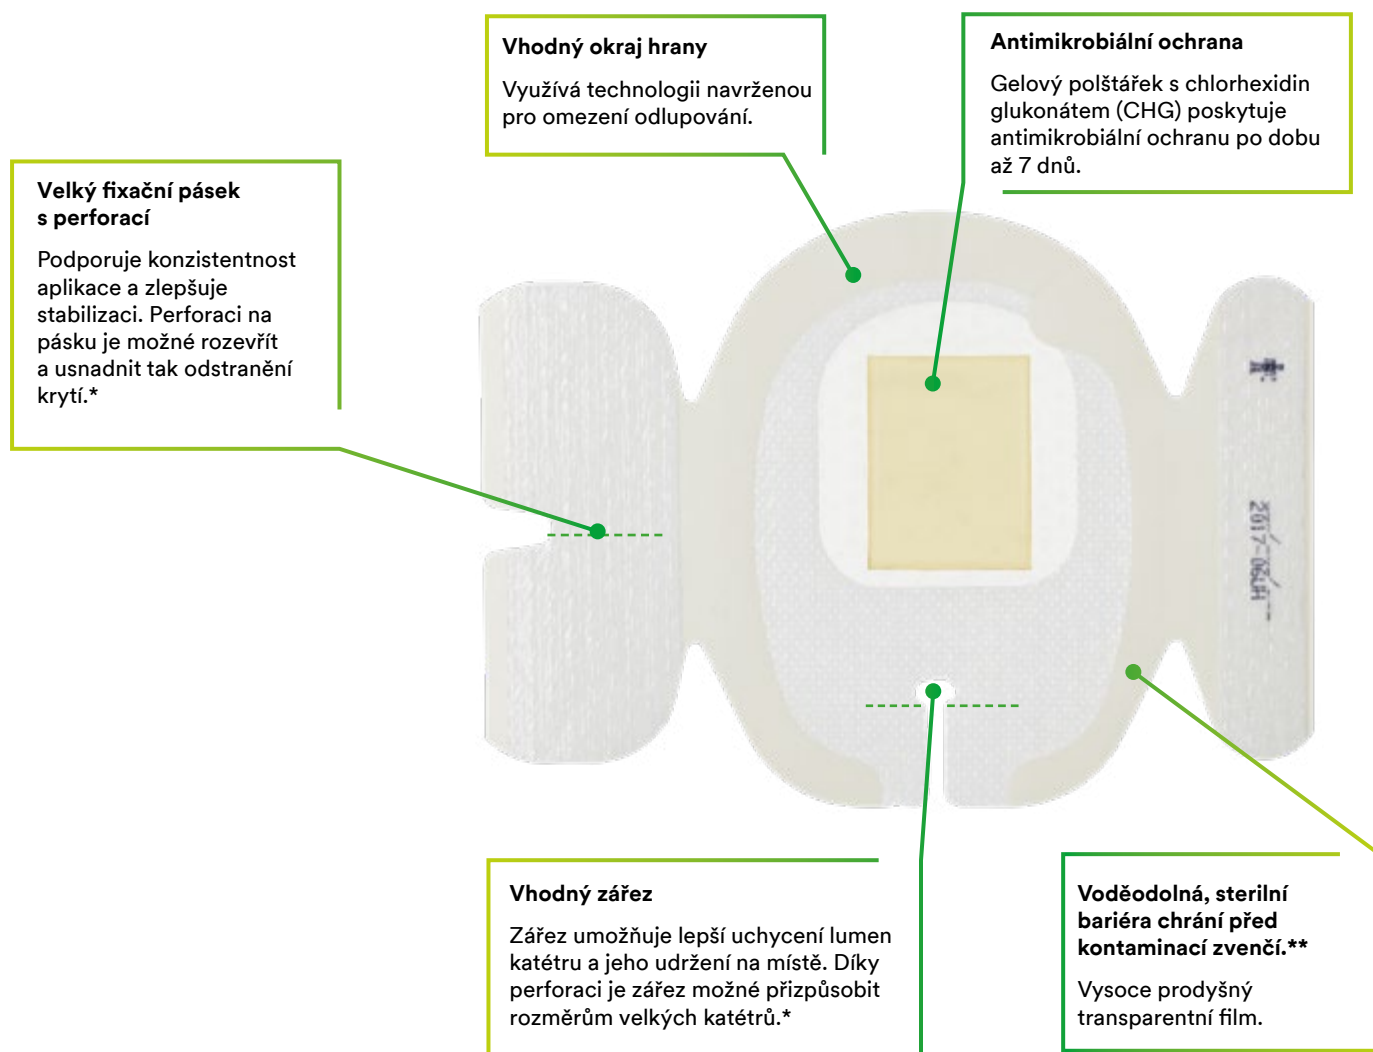 Vhodný okraj hrany
Využívá technologii navrženou
pro omezení odlupování.
Antimikrobiální ochrana
Gelový polštářek s chlorhexidin
glukonátem (CHG) poskytuje
antimikrobiální ochranu po dobu
až 7 dnů.
Velký fixační pásek
s perforací
Podporuje konzistentnost
aplikace a zlepšuje
stabilizaci. Perforaci na
pásku je možné rozevřít
a usnadnit tak odstranění
krytí.*
Vhodný zářez
Zářez umožňuje lepší uchycení lumen
katétru a jeho udržení na místě. Díky
perforaci je zářez možné přizpůsobit
rozměrům velkých katétrů.*
Voděodolná, sterilní
bariéra chrání před
kontaminací zvenčí.**
Vysoce prodyšný
transparentní film.